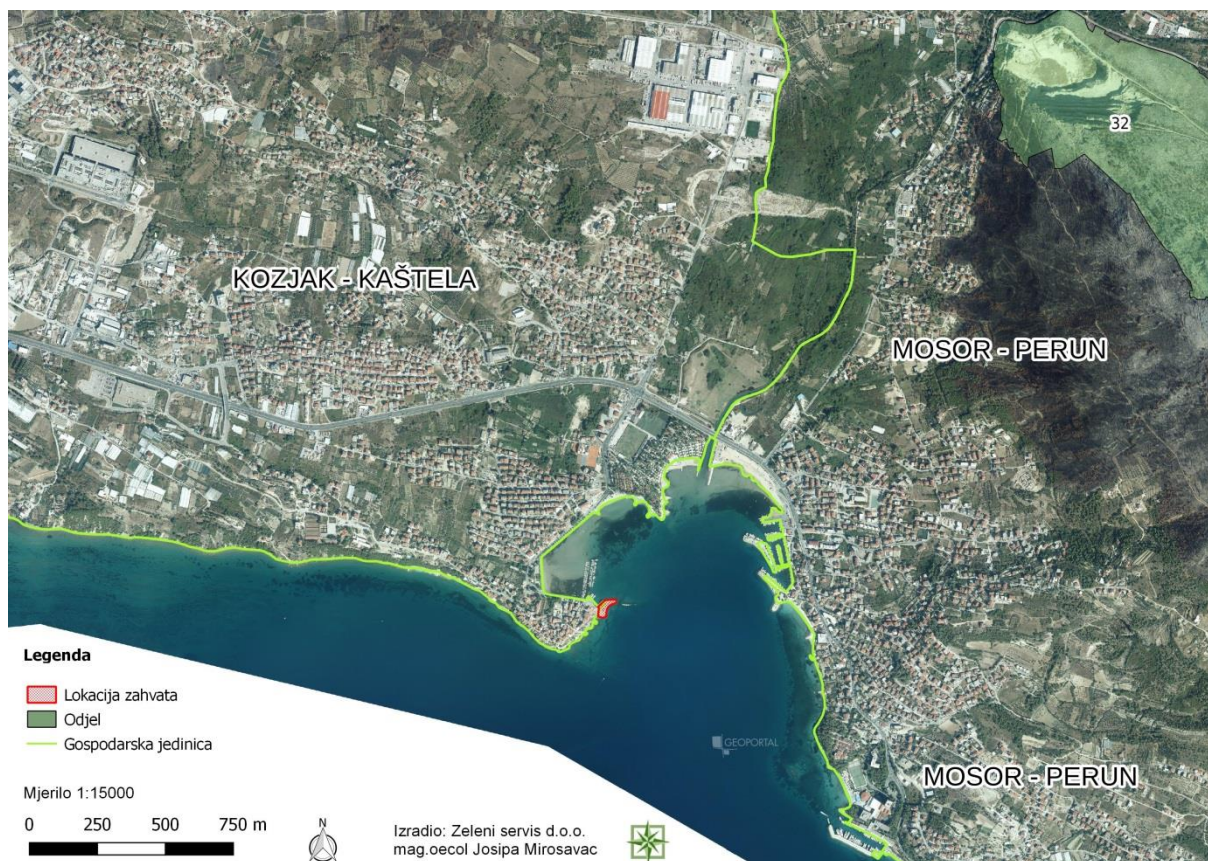 32
KOZJAK - KAŠTELA
MOSOR - PERUN
GEOPORTAL
MOSOR - PERUN
Legenda
Lokacija zahvata
Odjel
Gospodarska jedinica
Mjerilo 1:15000
0 250 500 750 m
N
Izradio: Zeleni servis d.o.o.
mag.oecol Josipa Mirosavac